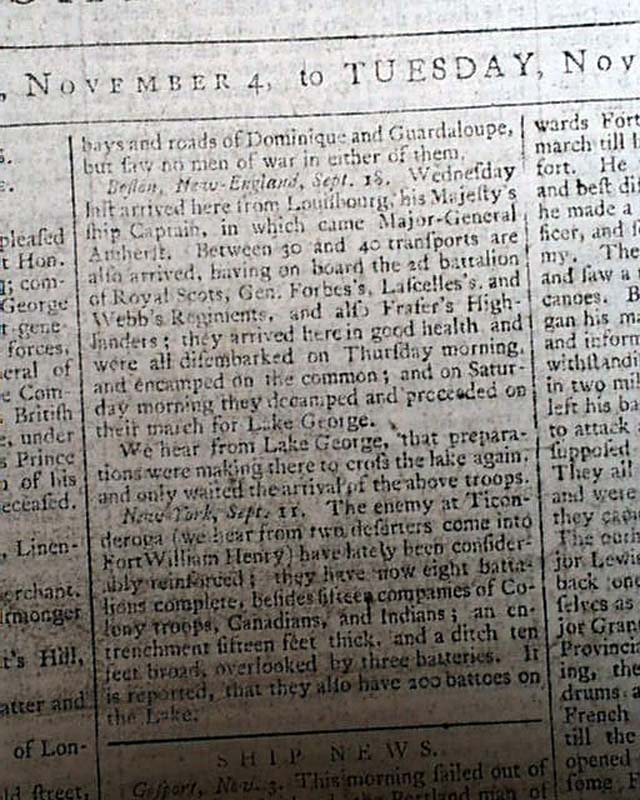 , NOVEMBER 4, to TUESDAY, Nov
bays and roads of Dominique and Guardaloupe,
but ſaw no men of war in either of them.
Boſton, New-England, Sept. 18. Wedneſday
laſt arrived here from Louiſbourg, his Majeſty's
ſhip Captain, in which came Major-General
Amherſt. Between 30 and 40 tranſports are
alſo arrived, having on board the 2d battalion
of Royal Scots, Gen. Forbes's, Laſcelles's, and
Webb's Regiments, and alſo Fraſer's High-
landers; they arrived here in good health and
were all diſembarked on Thurſday morning,
and encamped on the common; and on Satur-
day morning they decamped and proceeded on
their march for Lake George.
We hear from Lake George, that prepara-
tions were making there to croſs the lake again,
and only waited the arrival of the above troops.
New-York, Sept. 11. The enemy at Ticon-
deroga (we hear from two deſerters come into
Fort William Henry) have lately been conſider-
ably reinforced; they have now eight batta-
lions complete, beſides fifteen companies of Co-
lony troops, Canadians, and Indians; an en-
trenchment fifteen feet thick, and a ditch ten
feet broad, overlooked by three batteries. It
is reported, that they alſo have 200 battoes on
the Lake.
SHIP NEWS.
Goſport, Nov. 3. This morning ſailed out of
Portland man of
pleaſed
t Hon.
com-
George
forces,
eral of
e Com-
British
e, under
s Prince
n of his
eceaſed.
, Linen-
erchant.
t's Hill,
atter and
of Lon-
ld ſtreet,
wards Fort
march till
fort. He
and beſt diſ
he made a
ficer, and
my. The
and ſaw a
canoes. B
gan his ma
and inform
withſtandi
in two mil
left his ba
to attack
ſuppoſed
They all
and were
they
The
jor Lewis
back one
ſelves as
jor Gran
Provincia
ing, the
drums a
French
till the
opened
ſome F